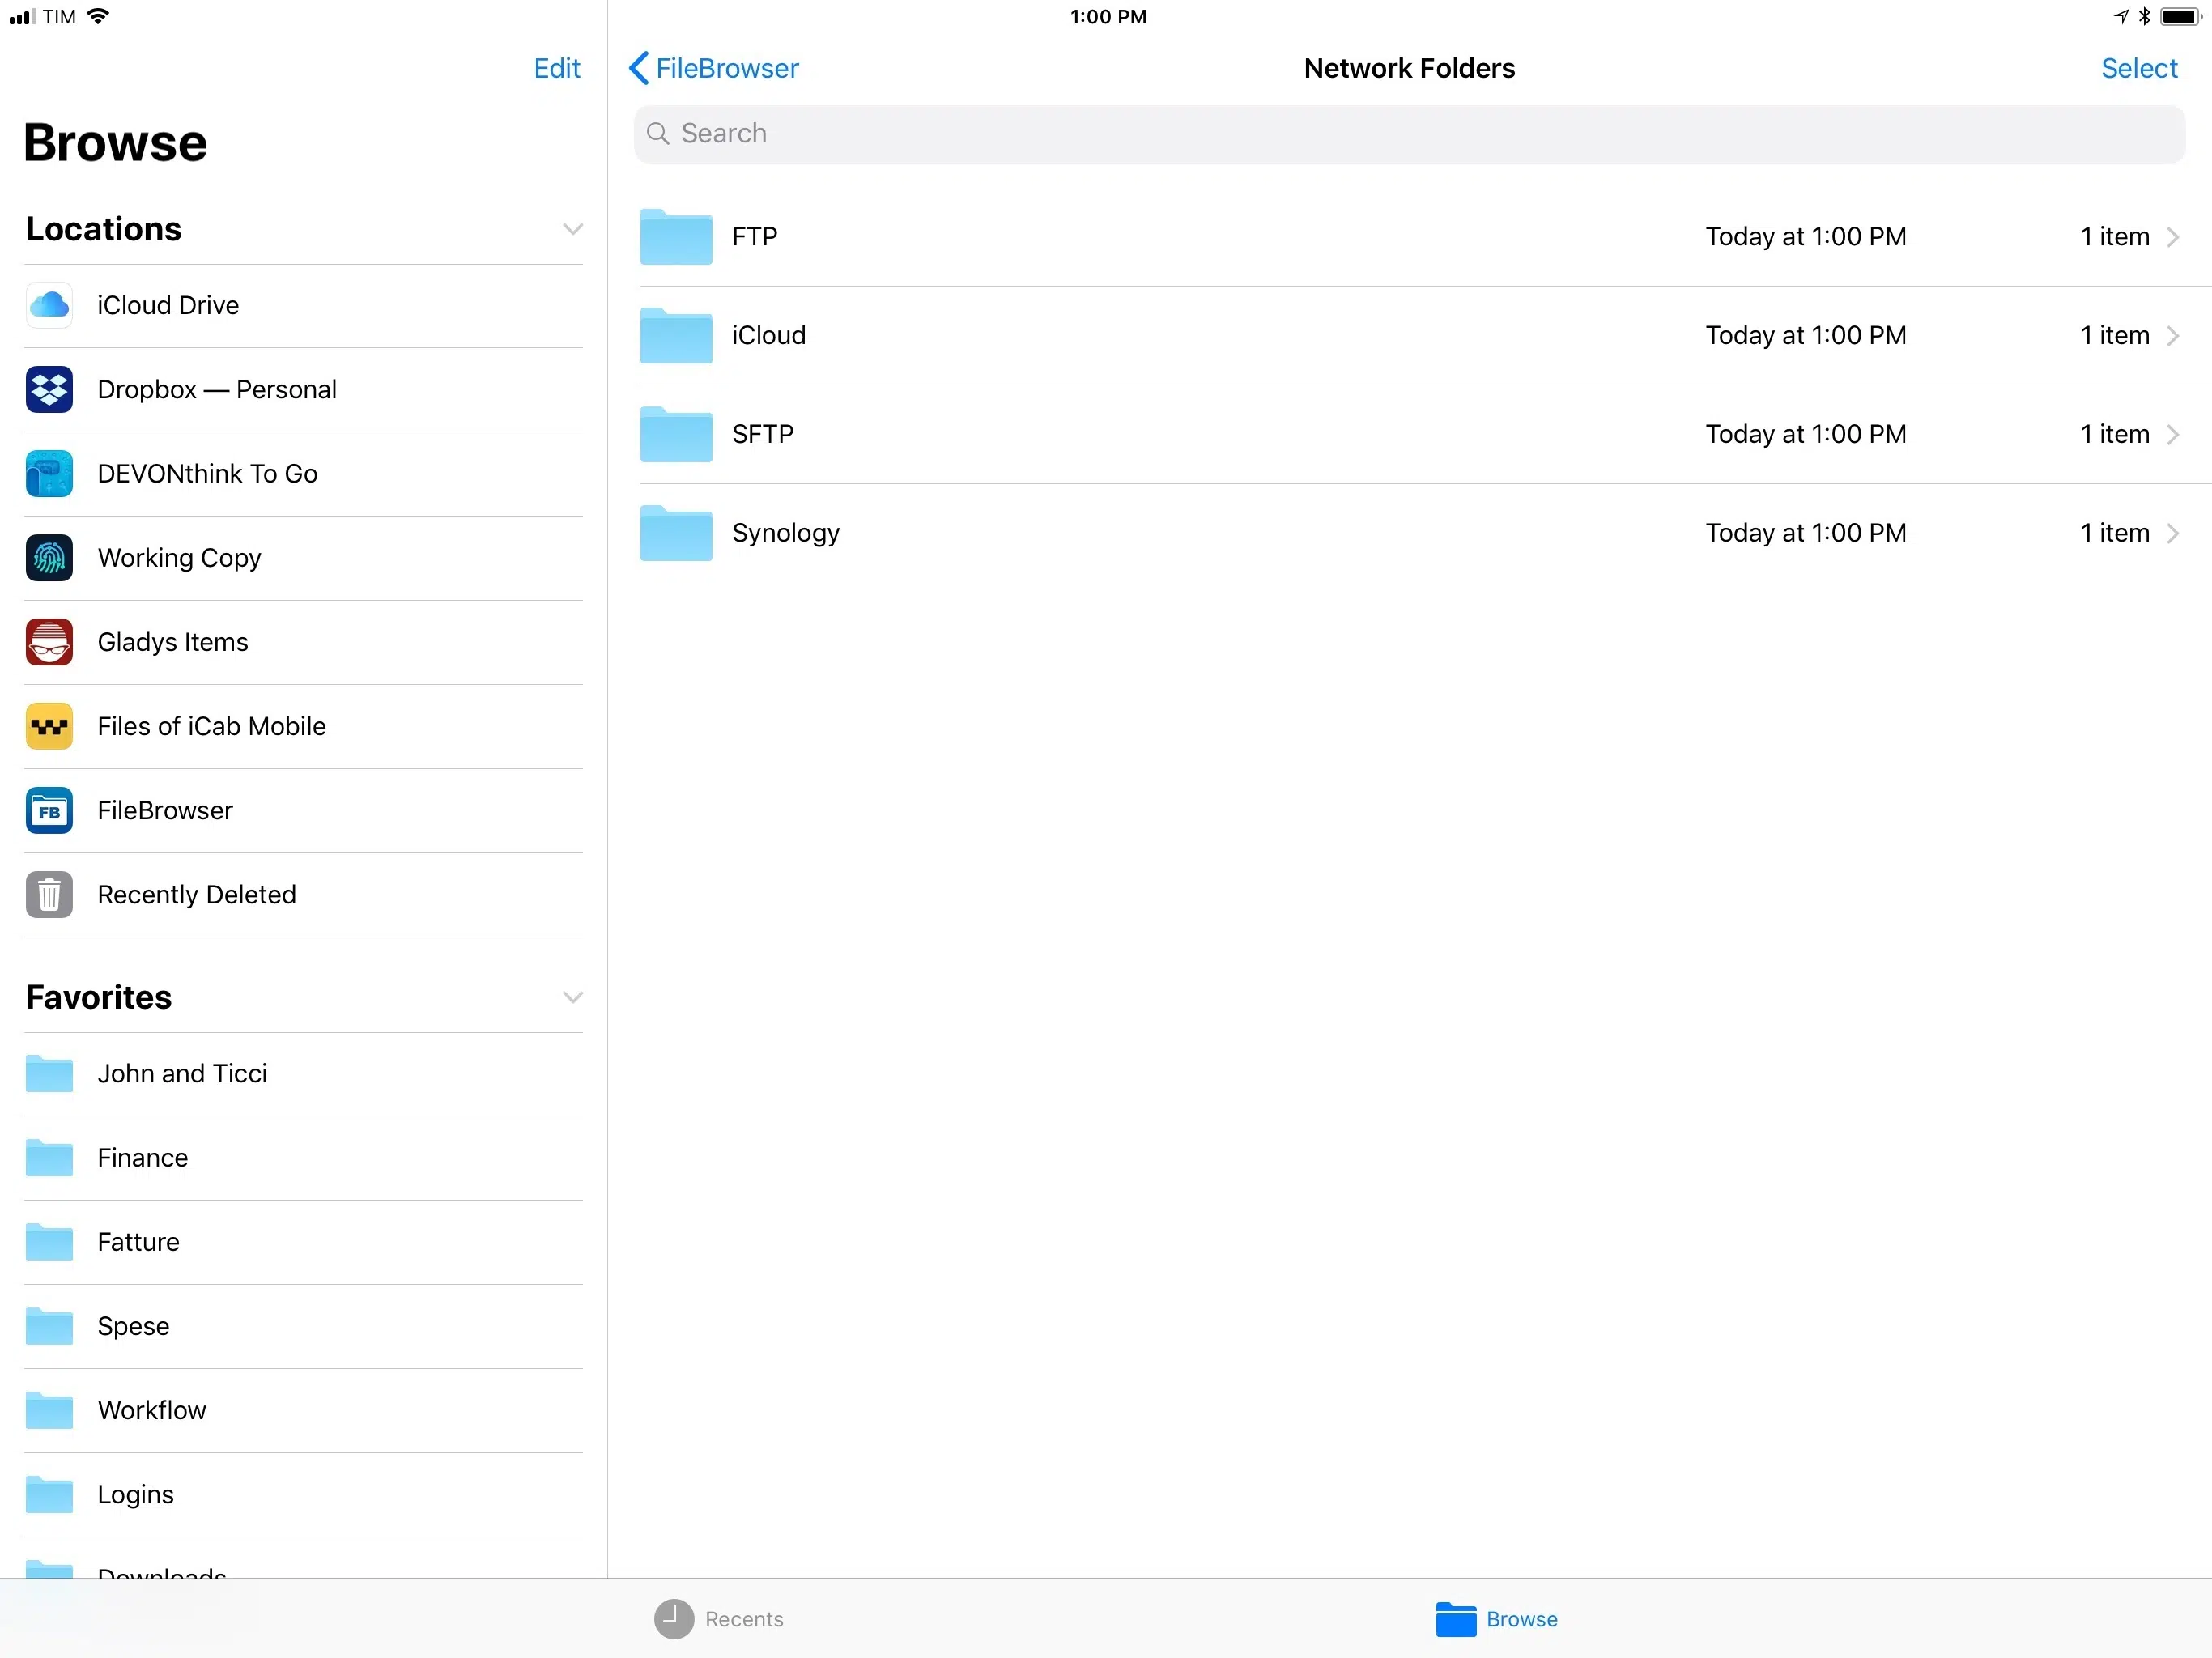 TIM
1:00 PM
Edit
Browse
Locations
iCloud Drive
Dropbox — Personal
DEVONthink To Go
Working Copy
Gladys Items
Files of iCab Mobile
FB
FileBrowser
Recently Deleted
Favorites
John and Ticci
Finance
Fatture
Spese
Workflow
Logins
Downloads
FileBrowser
Network Folders
Select
Search
FTP Today at 1:00 PM 1 item
iCloud Today at 1:00 PM 1 item
SFTP Today at 1:00 PM 1 item
Synology Today at 1:00 PM 1 item
Recents
Browse